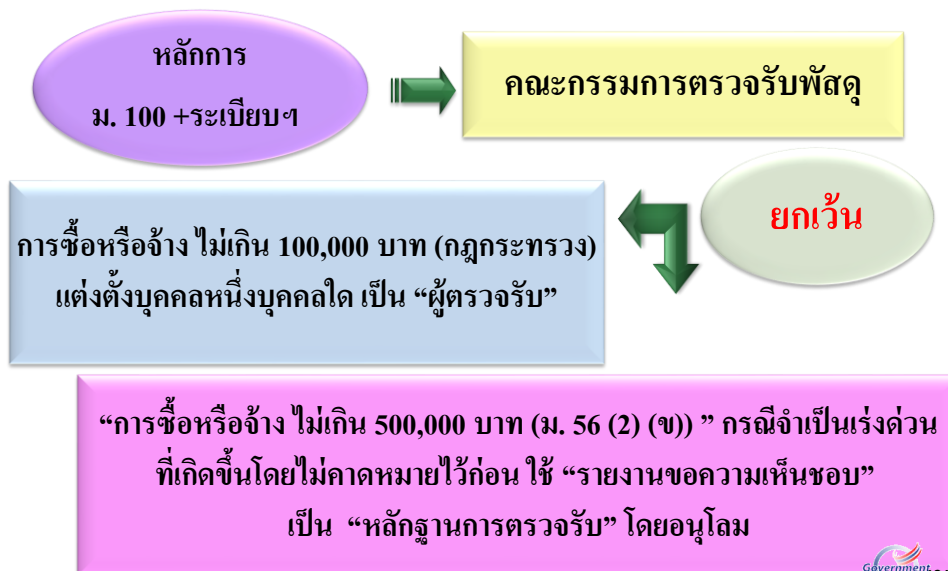 หลักการ
ม. 100 +ระเบียบฯ
คณะกรรมการตรวจรับพัสดุ
ยกเว้น
การซื้อหรือจ้าง ไม่เกิน 100,000 บาท (กฎกระทรวง)
แต่งตั้งบุคคลหนึ่งบุคคลใด เป็น “ผู้ตรวจรับ”
“การซื้อหรือจ้าง ไม่เกิน 500,000 บาท (ม. 56 (2) (ข)) ” กรณีจำเป็นเร่งด่วน
ที่เกิดขึ้นโดยไม่คาดหมายไว้ก่อน ใช้ “รายงานขอความเห็นชอบ”
เป็น “หลักฐานการตรวจรับ” โดยอนุโลม
Government